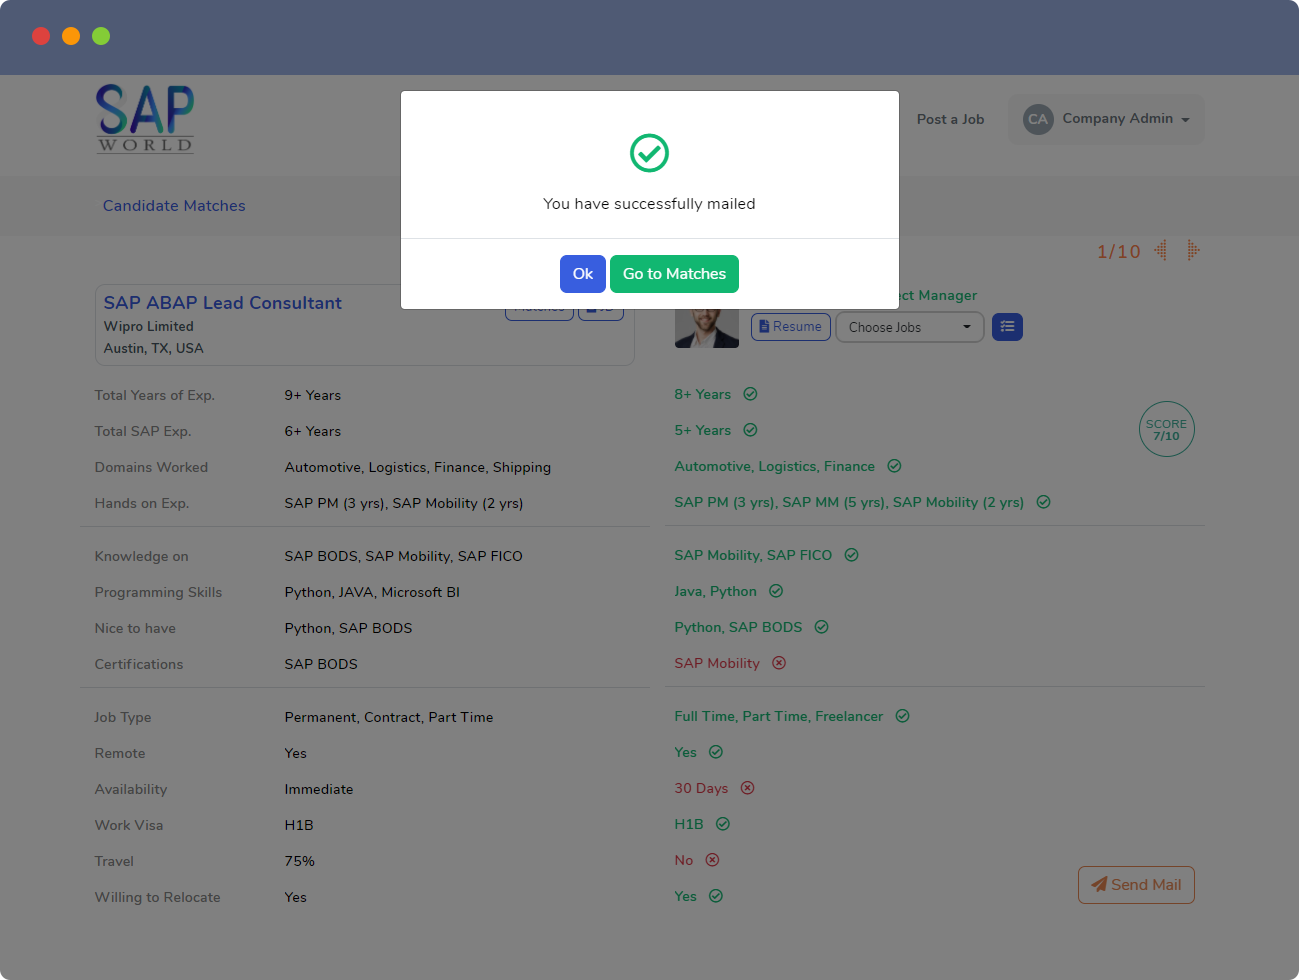 SAP
WORLD
Post a Job
CA
Company Admin
You have successfully mailed
Ok
Go to Matches
Candidate Matches
1/10
SAP ABAP Lead Consultant
Wipro Limited
Austin, TX, USA
Manager
Resume
Choose Jobs
Total Years of Exp. 9+ Years 8+ Years
Total SAP Exp. 6+ Years 5+ Years
SCORE
7/10
Domains Worked Automotive, Logistics, Finance, Shipping Automotive, Logistics, Finance
Hands on Exp. SAP PM (3 yrs), SAP Mobility (2 yrs) SAP PM (3 yrs), SAP MM (5 yrs), SAP Mobility (2 yrs)
Knowledge on SAP BODS, SAP Mobility, SAP FICO SAP Mobility, SAP FICO
Programming Skills Python, JAVA, Microsoft BI Java, Python
Nice to have Python, SAP BODS Python, SAP BODS
Certifications SAP BODS SAP Mobility
Job Type Permanent, Contract, Part Time Full Time, Part Time, Freelancer
Remote Yes Yes
Availability Immediate 30 Days
Work Visa H1B H1B
Travel 75% No
Willing to Relocate Yes Yes
Send Mail